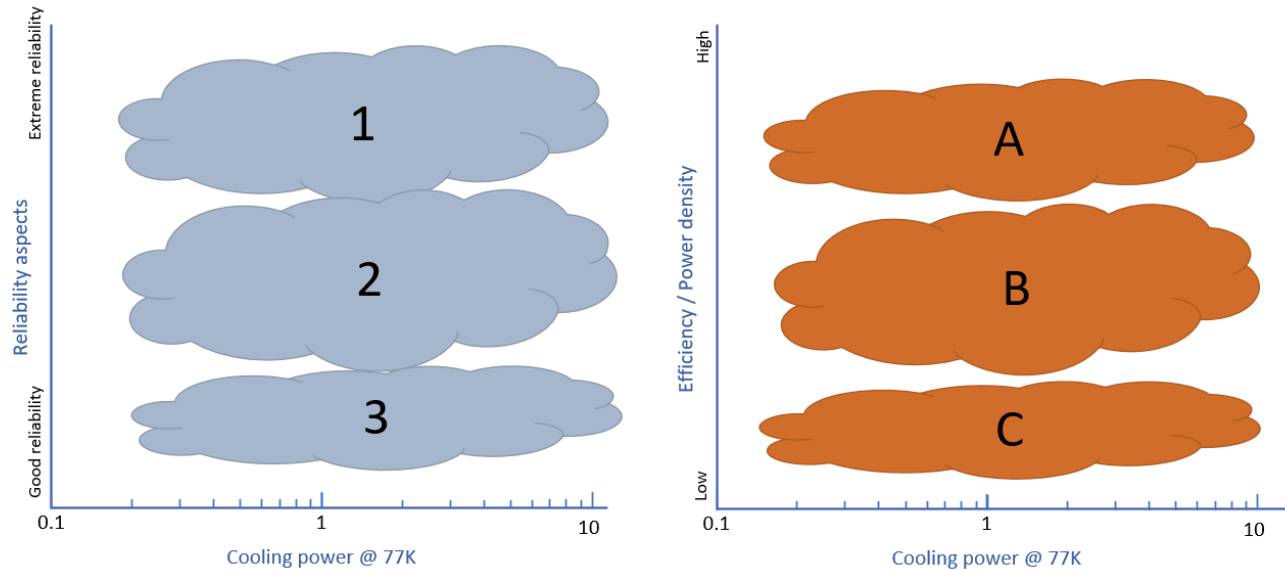 Extreme reliability
Reliability aspects
Good reliability
1
2
3
0.1
1
10
Cooling power @ 77K
High
Efficiency / Power density
Low
A
B
C
0.1
1
10
Cooling power @ 77K